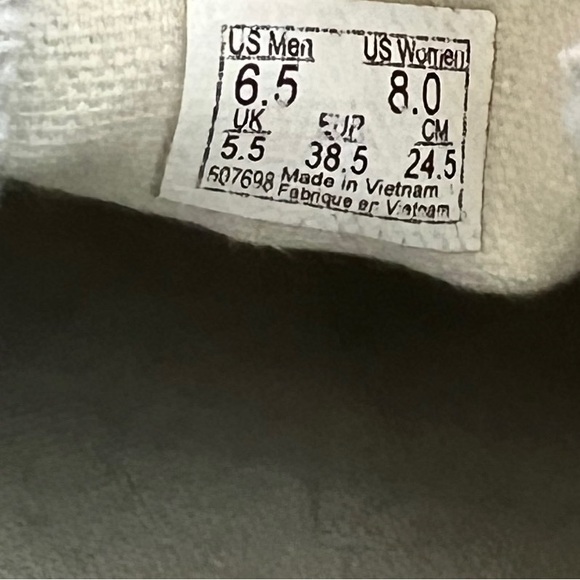 US Men US Women
6.5 8.0
UK EUR CM
5.5 38.5 24.5
507698 Made in Vietnam
Fabrique en Vietnam